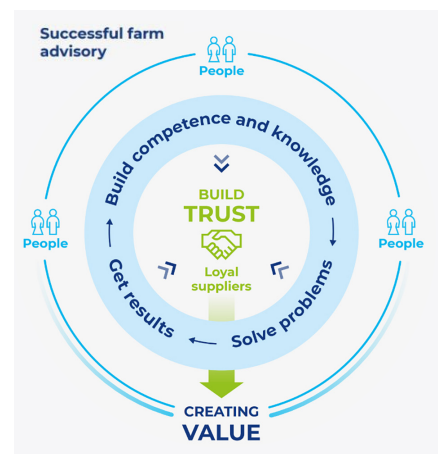 Successful farm
advisory
People
Build competence and knowledge
BUILD
TRUST
People
People
Loyal
suppliers
Get results
Solve problems
CREATING
VALUE